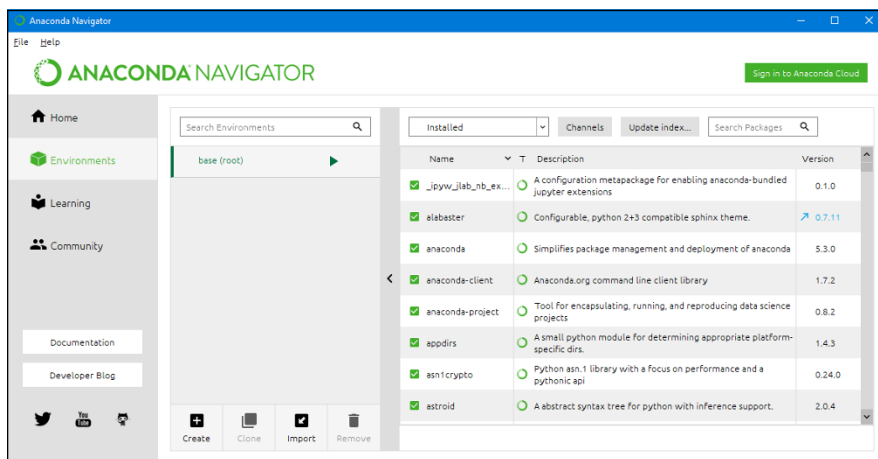 Anaconda Navigator
File Help
ANACONDA NAVIGATOR
Sign in to Anaconda Cloud
Home
Environments
Learning
Community
Documentation
Developer Blog
You
Tube
Search Environments
base (root)
Create Clone Import Remove
Installed Channels Update index... Search Packages
Name T Description Version
_ipyw_jlab_nb_ex... A configuration metapackage for enabling anaconda-bundled
jupyter extensions 0.1.0
alabaster Configurable, python 2+3 compatible sphinx theme. 0.7.11
anaconda Simplifies package management and deployment of anaconda 5.3.0
anaconda-client Anaconda.org command line client library 1.7.2
anaconda-project Tool for encapsulating, running, and reproducing data science
projects 0.8.2
appdirs A small python module for determining appropriate platform-
specific dirs. 1.4.3
asn1crypto Python asn.1 library with a focus on performance and a
pythonic api 0.24.0
astroid A abstract syntax tree for python with inference support. 2.0.4